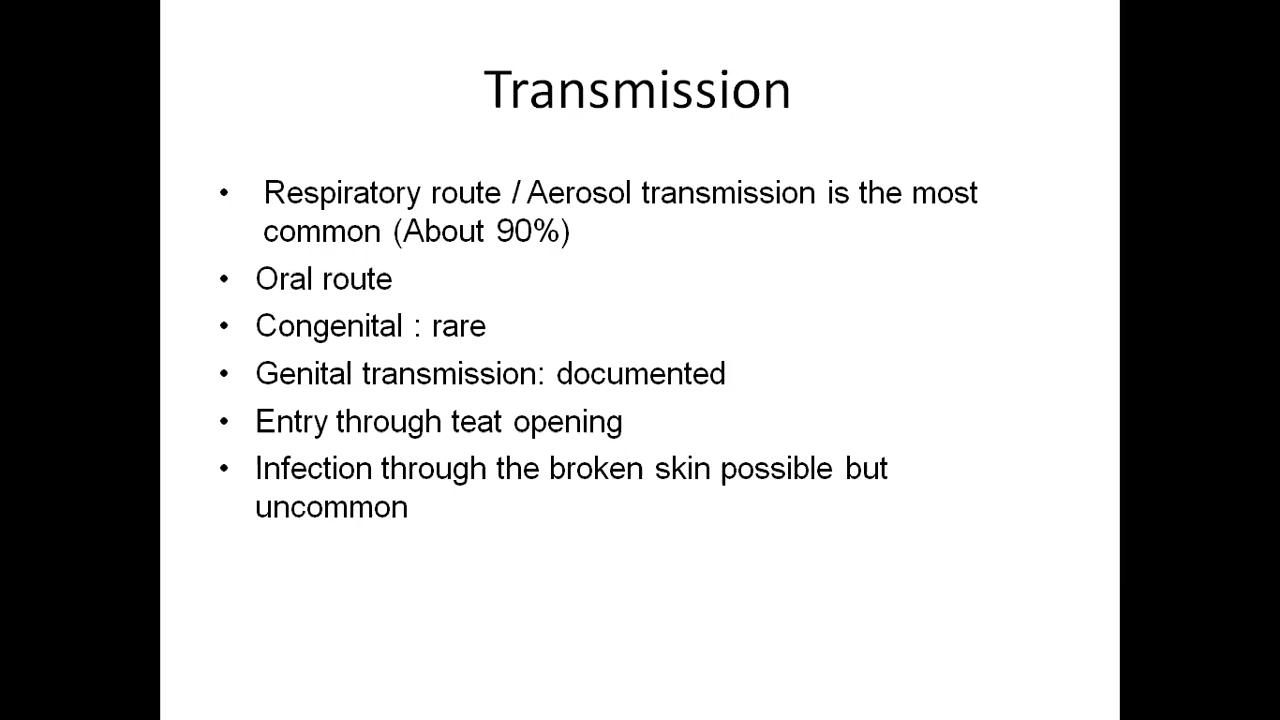 Transmission
• Respiratory route / Aerosol transmission is the most
common (About 90%)
• Oral route
• Congenital : rare
• Genital transmission: documented
• Entry through teat opening
• Infection through the broken skin possible but
uncommon